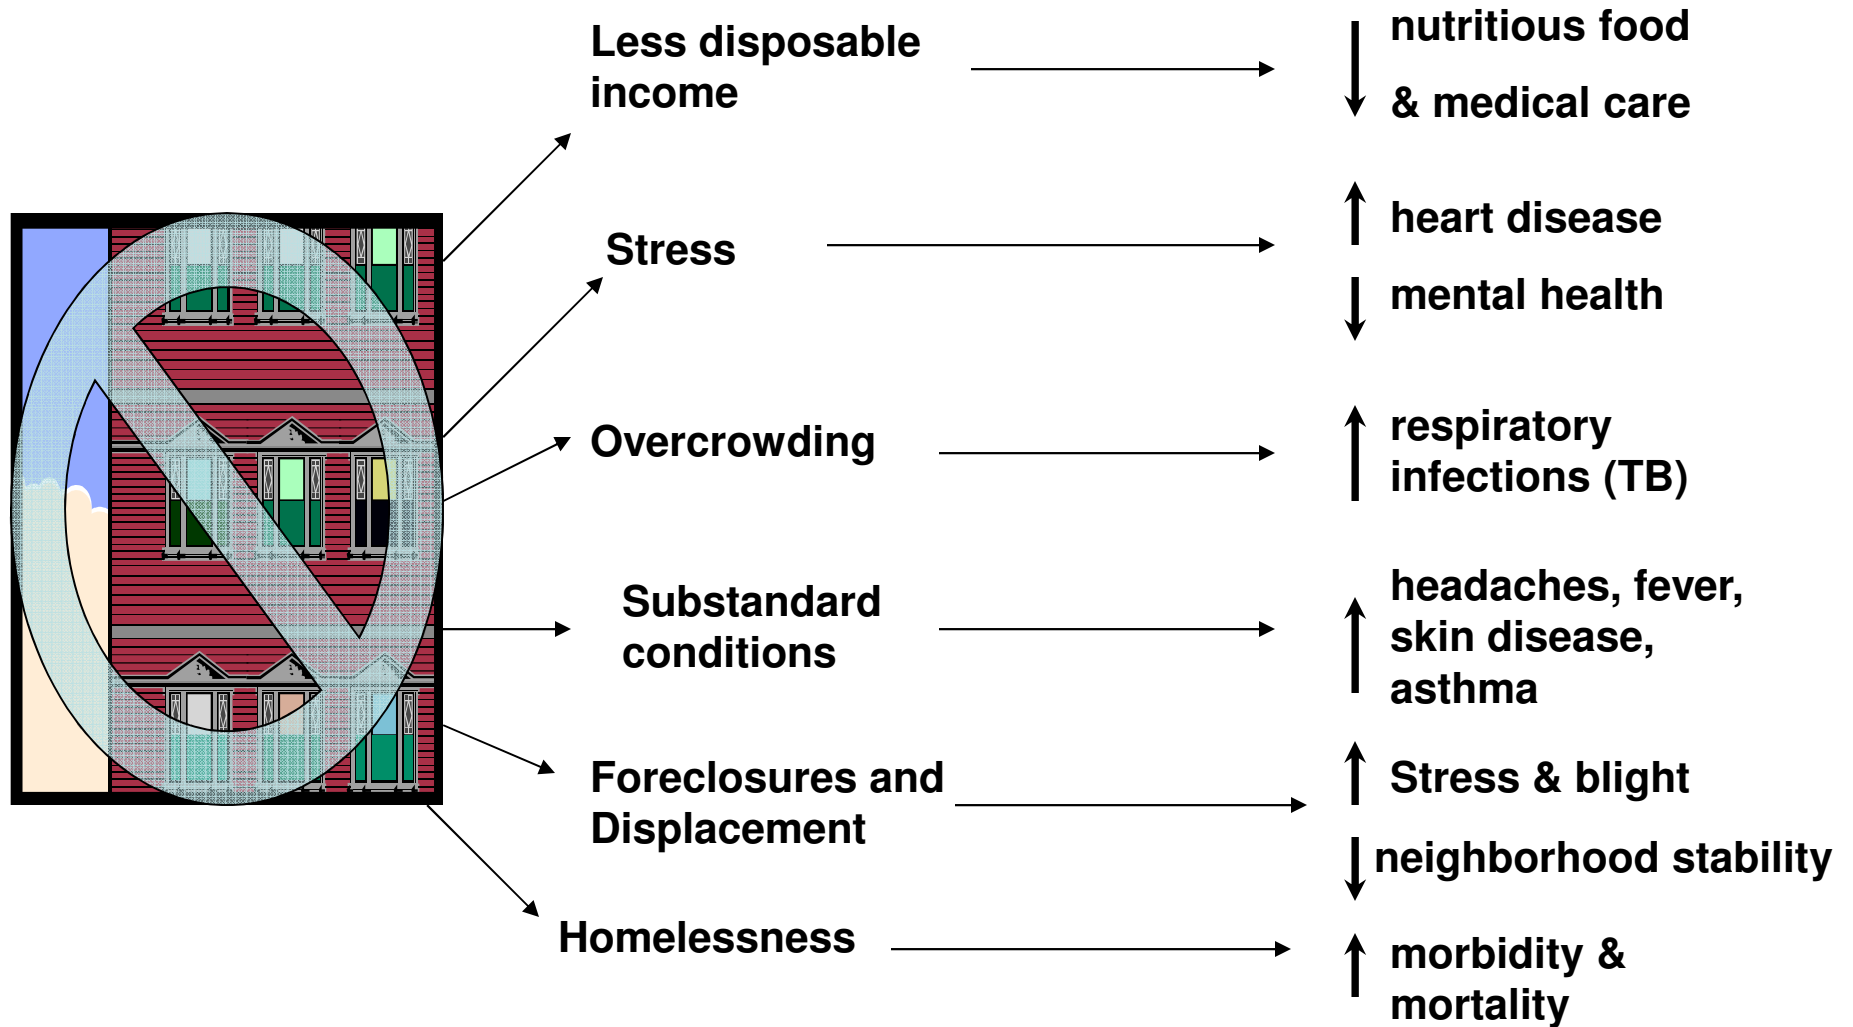 Less disposable
income
nutritious food
& medical care
Stress
heart disease
mental health
Overcrowding
respiratory
infections (TB)
Substandard
conditions
headaches, fever,
skin disease,
asthma
Foreclosures and
Displacement
Stress & blight
neighborhood stability
Homelessness
morbidity &
mortality